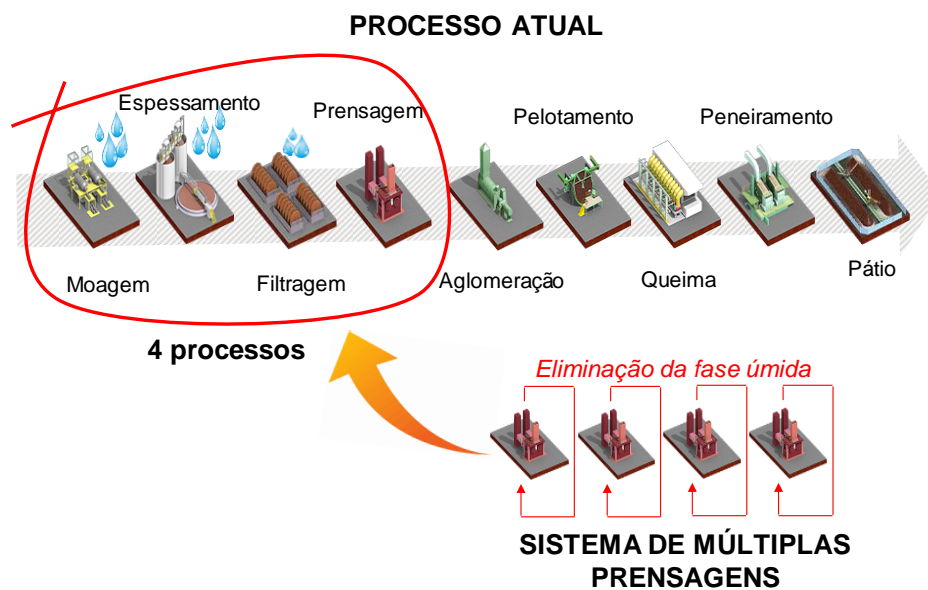 PROCESSO ATUAL
Espessamento
Prensagem
Pelotamento
Peneiramento
Moagem
Filtragem
Aglomeração
Queima
Pátio
4 processos
Eliminação da fase úmida
SISTEMA DE MÚLTIPLAS
PRENSAGENS